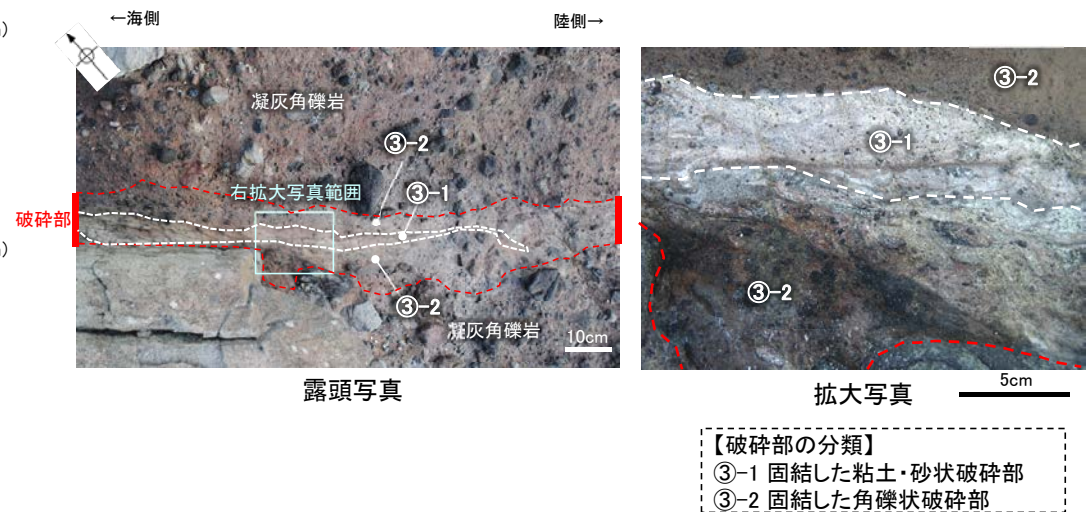 ←海側
陸側→
)
凝灰角礫岩
③-2
③-1
右拡大写真範囲
破砕部
)
③-2
凝灰角礫岩
10cm
露頭写真
③-2
③-1
③-2
拡大写真
5cm
【破砕部の分類】
③-1 固結した粘土・砂状破砕部
③-2 固結した角礫状破砕部